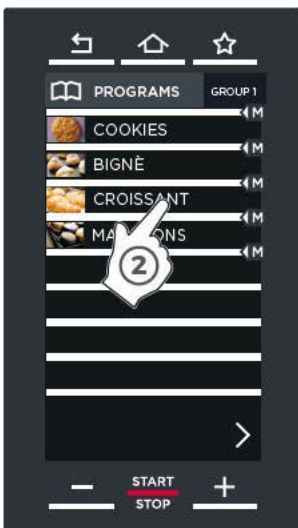 PROGRAMS GROUP 1
M
COOKIES
M
BIGNÈ
M
CROISSANT
M
M
2
START
STOP